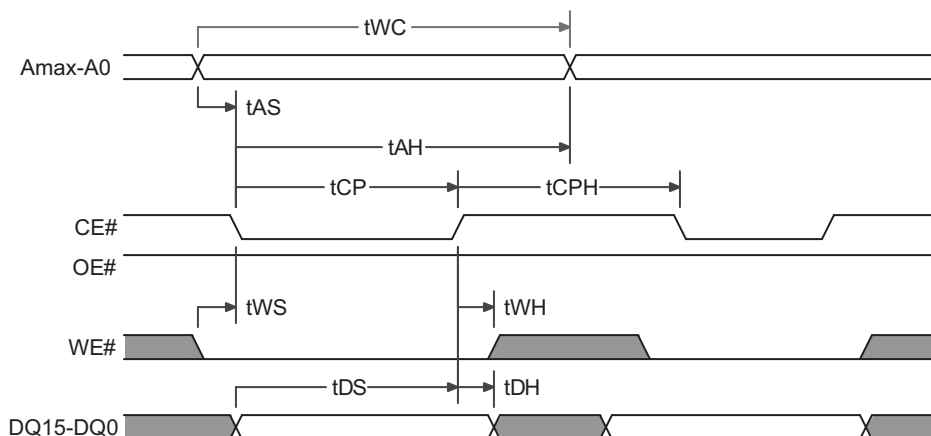 tWC
Amax-A0
tAS
tAH
tCP tCPH
CE#
OE#
tWS tWH
WE#
tDS tDH
DQ15-DQ0